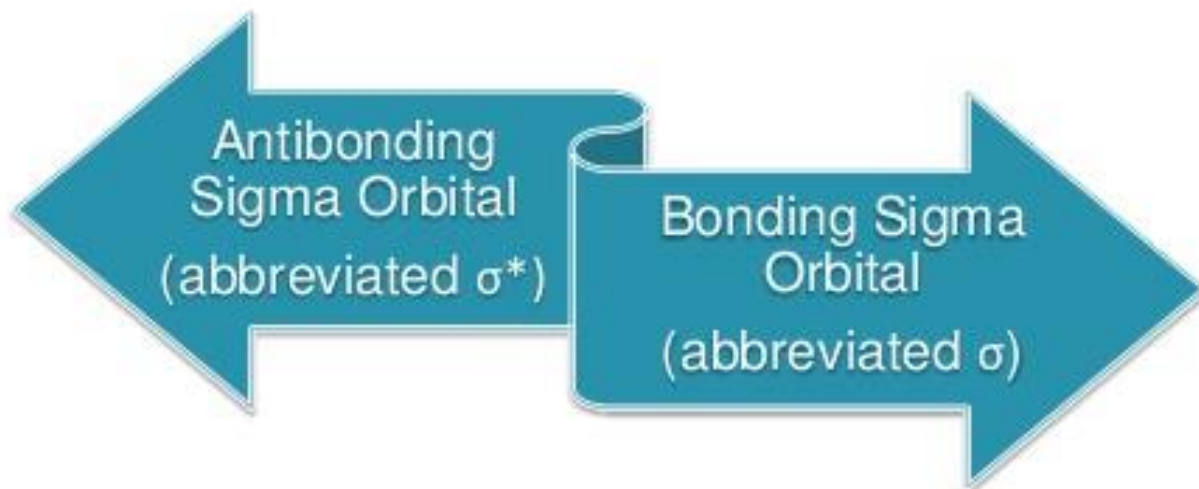 Antibonding
Sigma Orbital
(abbreviated σ*)
Bonding Sigma
Orbital
(abbreviated σ)